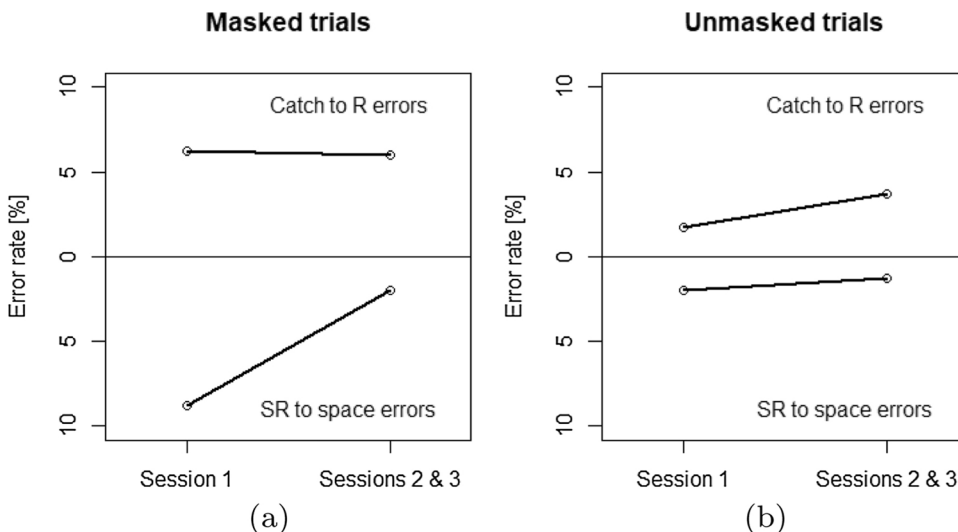 Masked trials
10
5
0
5
10
Error rate [%]
Catch to R errors
SR to space errors
Session 1
Sessions 2 & 3
(a)
Unmasked trials
10
5
0
5
10
Error rate [%]
Catch to R errors
SR to space errors
Session 1
Sessions 2 & 3
(b)